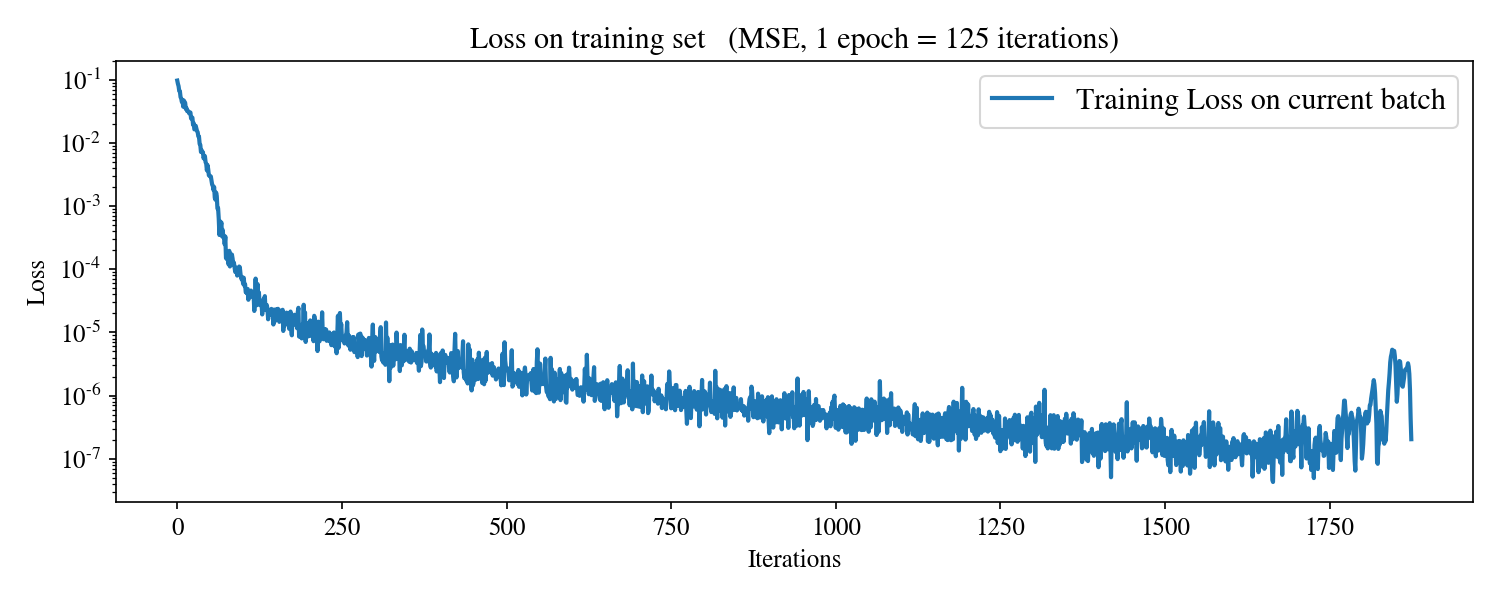 Loss on training set (MSE, 1 epoch = 125 iterations)
Training Loss on current batch
Loss
10-1
10-2
10-3
10-4
10-5
10-6
10-7
0 250 500 750 1000 1250 1500 1750
Iterations